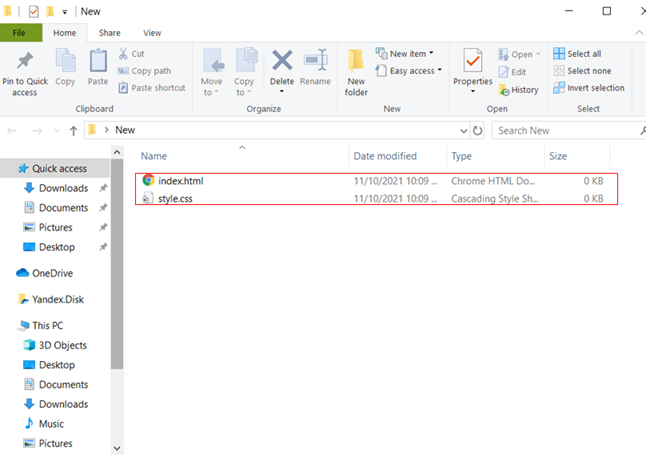 New
File Home Share View
Pin to Quick access
Copy
Paste
Cut
Copy path
Paste shortcut
Clipboard
Move to
Copy to
Delete
Rename
Organize
New folder
New item
Easy access
New
Properties
Open
Edit
History
Open
Select all
Select none
Invert selection
Select
New
Search New
Name Date modified Type Size
index.html 11/10/2021 10:09 ... Chrome HTML Do... 0 KB
style.css 11/10/2021 10:09 ... Cascading Style Sh... 0 KB
Quick access
Downloads
Documents
Pictures
Desktop
OneDrive
Yandex.Disk
This PC
3D Objects
Desktop
Documents
Downloads
Music
Pictures